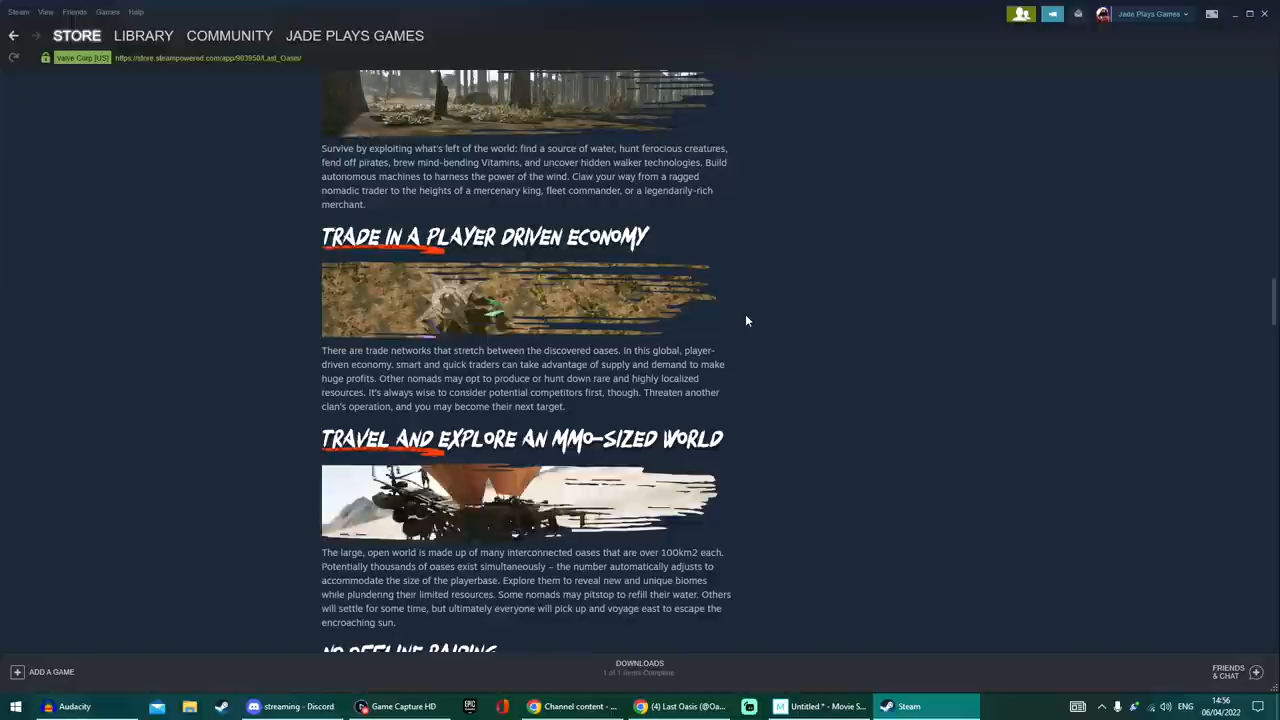 Steam View Friends Games Help
Jade Plays Games
STORE LIBRARY COMMUNITY JADE PLAYS GAMES
Valve Corp [US] https://store.steampowered.com/app/903950/Last_Oasis/
Survive by exploiting what's left of the world: find a source of water, hunt ferocious creatures,
fend off pirates, brew mind-bending Vitamins, and uncover hidden walker technologies. Build
autonomous machines to harness the power of the wind. Claw your way from a ragged
nomadic trader to the heights of a mercenary king, fleet commander, or a legendarily-rich
merchant.
TRADE IN A PLAYER DRIVEN ECONOMY
There are trade networks that stretch between the discovered oases. In this global, player-
driven economy. smart and quick traders can take advantage of supply and demand to make
huge profits. Other nomads may opt to produce or hunt down rare and highly localized
resources. It's always wise to consider potential competitors first, though. Threaten another
clan's operation, and you may become their next target.
TRAVEL AND EXPLORE AN MMO-SIZED WORLD
The large, open world is made up of many interconnected oases that are over 100km2 each.
Potentially thousands of oases exist simultaneously – the number automatically adjusts to
accommodate the size of the playerbase. Explore them to reveal new and unique biomes
while plundering their limited resources. Some nomads may pitstop to refill their water. Others
will settle for some time, but ultimately everyone will pick up and voyage east to escape the
encroaching sun.
NO OFFLINE RAIDING
ADD A GAME
DOWNLOADS
1 of 1 Items Complete
FRIENDS
& CHAT
Audacity
streaming - Discord
Game Capture HD
EPIC
Channel content - ...
(4) Last Oasis (@Oa...
Untitled * - Movie S...
Steam
ENG
14:56
06/04/2022